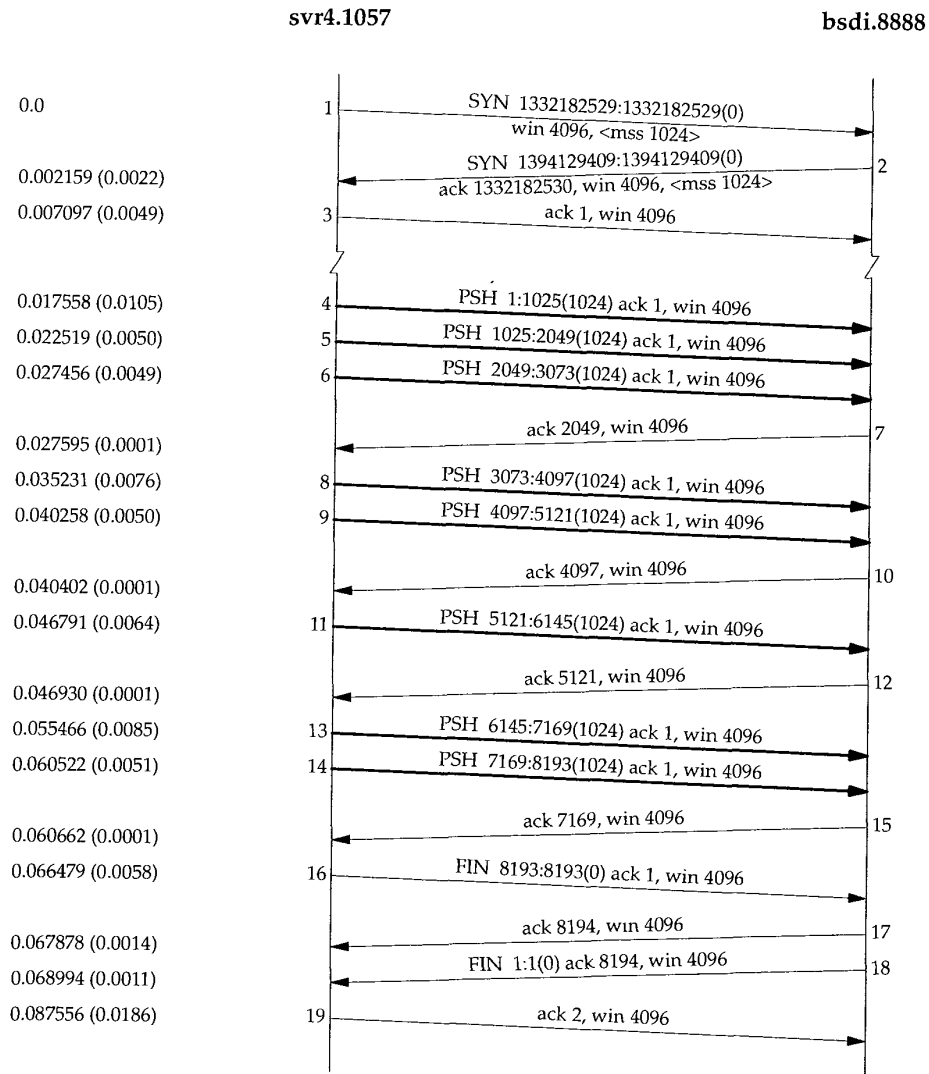 svr4.1057 bsdi.8888
0.0 1 SYN 1332182529:1332182529(0)
win 4096, <mss 1024>
SYN 1394129409:1394129409(0) 2
0.002159 (0.0022) ack 1332182530, win 4096, <mss 1024>
0.007097 (0.0049) 3 ack 1, win 4096
0.017558 (0.0105) 4 PSH 1:1025(1024) ack 1, win 4096
0.022519 (0.0050) 5 PSH 1025:2049(1024) ack 1, win 4096
0.027456 (0.0049) 6 PSH 2049:3073(1024) ack 1, win 4096
ack 2049, win 4096 7
0.027595 (0.0001)
0.035231 (0.0076) 8 PSH 3073:4097(1024) ack 1, win 4096
0.040258 (0.0050) 9 PSH 4097:5121(1024) ack 1, win 4096
ack 4097, win 4096 10
0.040402 (0.0001)
0.046791 (0.0064) 11 PSH 5121:6145(1024) ack 1, win 4096
ack 5121, win 4096 12
0.046930 (0.0001)
0.055466 (0.0085) 13 PSH 6145:7169(1024) ack 1, win 4096
0.060522 (0.0051) 14 PSH 7169:8193(1024) ack 1, win 4096
ack 7169, win 4096 15
0.060662 (0.0001)
0.066479 (0.0058) 16 FIN 8193:8193(0) ack 1, win 4096
ack 8194, win 4096 17
0.067878 (0.0014)
FIN 1:1(0) ack 8194, win 4096 18
0.068994 (0.0011)
0.087556 (0.0186) 19 ack 2, win 4096